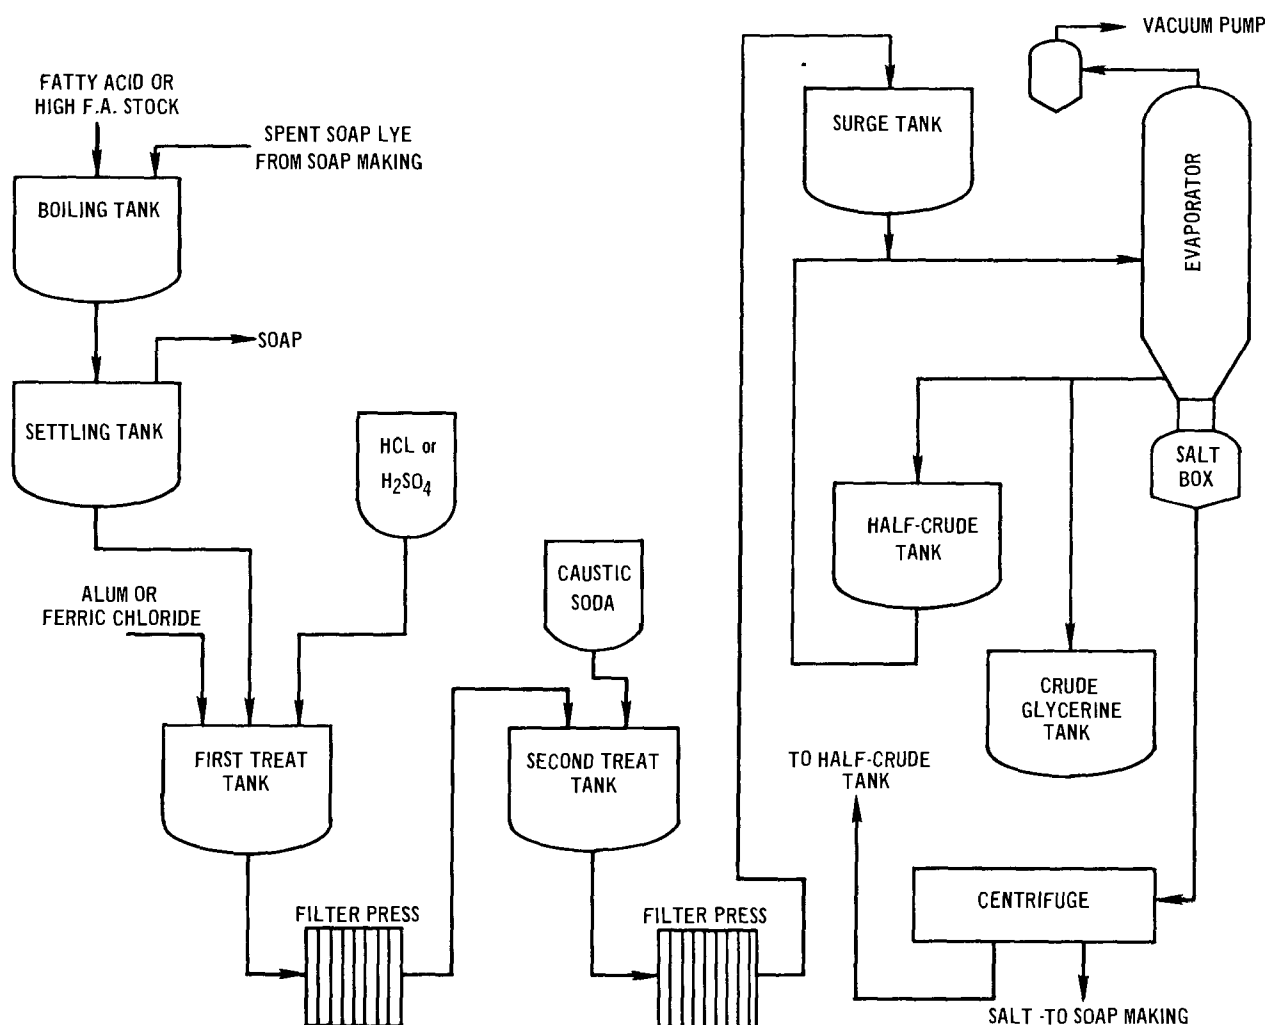 VACUUM PUMP
FATTY ACID OR
HIGH F.A. STOCK
SPENT SOAP LYE
FROM SOAP MAKING
BOILING TANK
SURGE TANK
EVAPORATOR
SOAP
SETTLING TANK
HCL or
H2SO4
SALT
BOX
HALF-CRUDE
TANK
CAUSTIC
SODA
ALUM OR
FERRIC CHLORIDE
CRUDE
GLYCERINE
TANK
FIRST TREAT
TANK
SECOND TREAT
TANK
TO HALF-CRUDE
TANK
CENTRIFUGE
FILTER PRESS
FILTER PRESS
SALT -TO SOAP MAKING